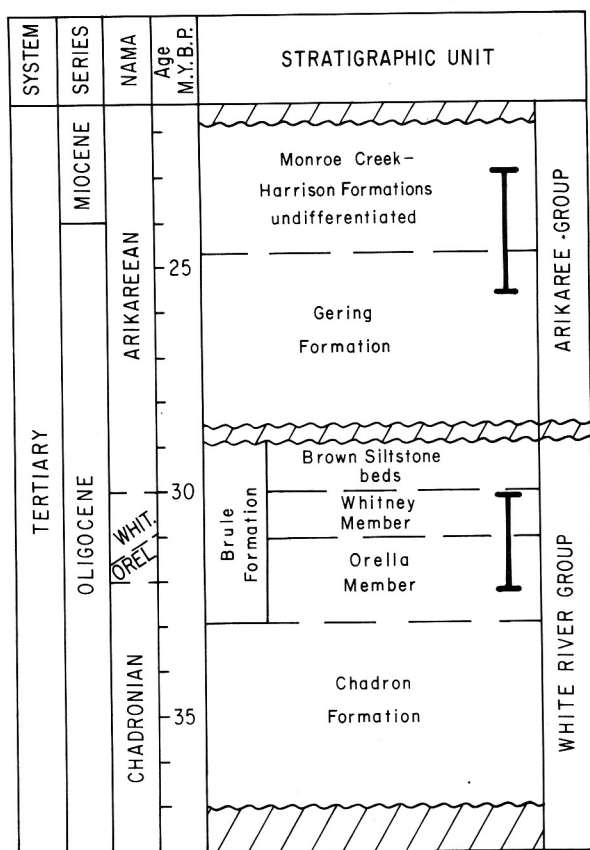 SYSTEM
SERIES
NAMA
Age
M.Y.B.P.
STRATIGRAPHIC UNIT
TERTIARY
MIOCENE
OLIGOCENE
ARIKAREEAN
WHIT.
OREL
CHADRONIAN
25
30
35
Monroe Creek–
Harrison Formations
undifferentiated
Gering
Formation
Brule
Formation
Brown Siltstone
beds
Whitney
Member
Orella
Member
Chadron
Formation
ARIKAREE-GROUP
WHITE RIVER GROUP